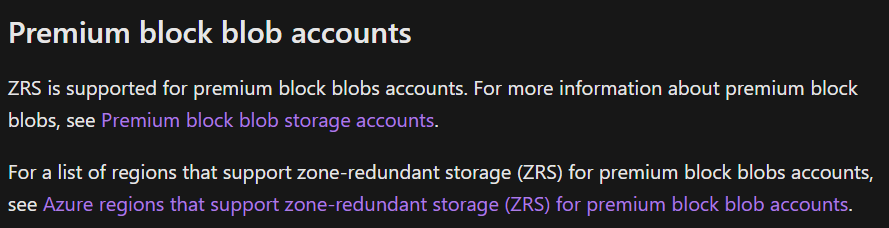 Premium block blob accounts
ZRS is supported for premium block blobs accounts. For more information about premium block
blobs, see Premium block blob storage accounts.
For a list of regions that support zone-redundant storage (ZRS) for premium block blobs accounts,
see Azure regions that support zone-redundant storage (ZRS) for premium block blob accounts.